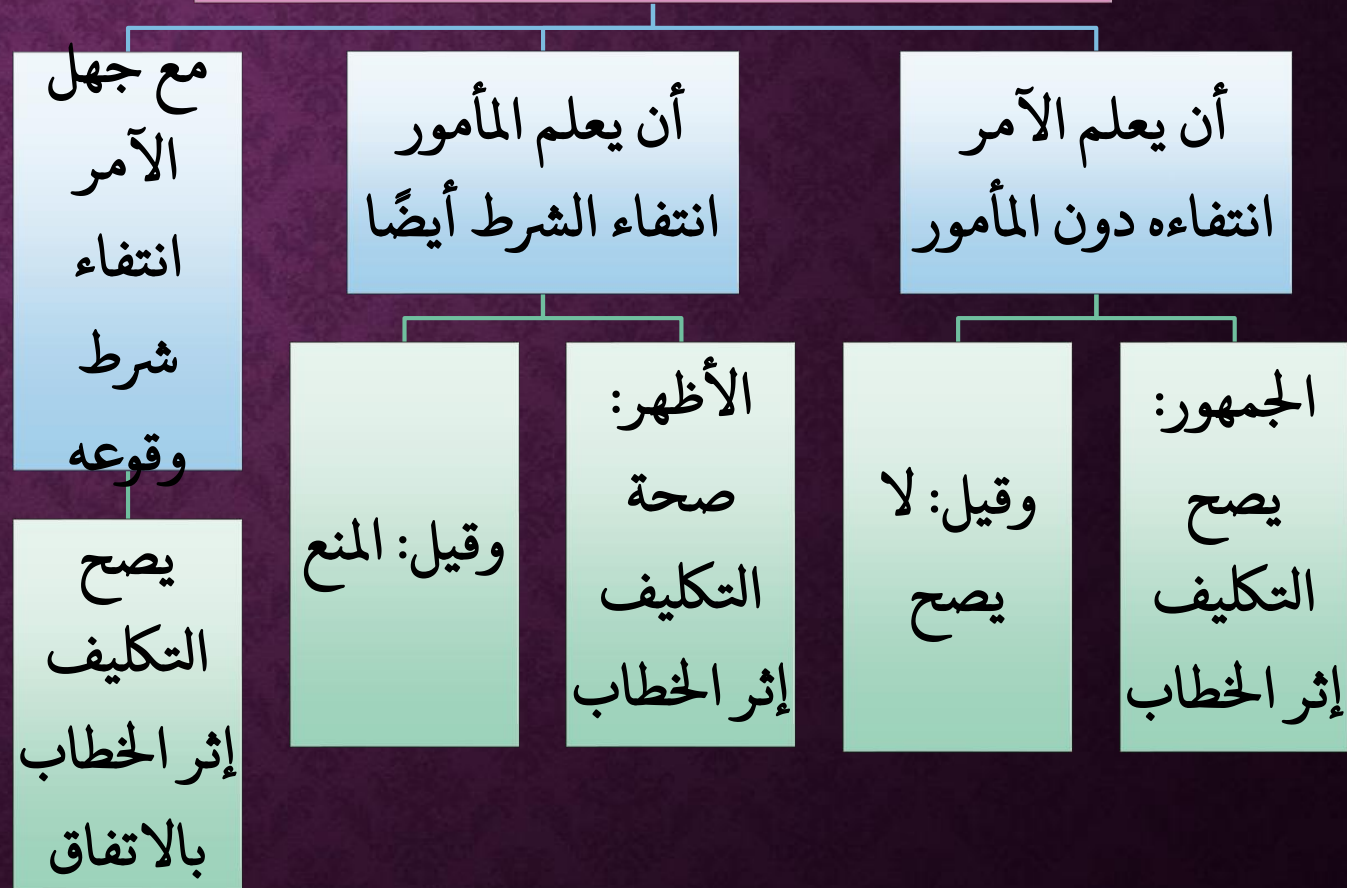 أن يعلم الآمر
انتفاءه دون المأمور
الجمهور:
يصح
التكليف
إثر الخطاب
وقيل: لا
يصح
أن يعلم المأمور
انتفاء الشرط أيضًا
الأظهر:
صحة
التكليف
إثر الخطاب
وقيل: المنع
مع جهل
الآمر
انتفاء
شرط
وقوعه
يصح
التكليف
إثر الخطاب
بالاتفاق